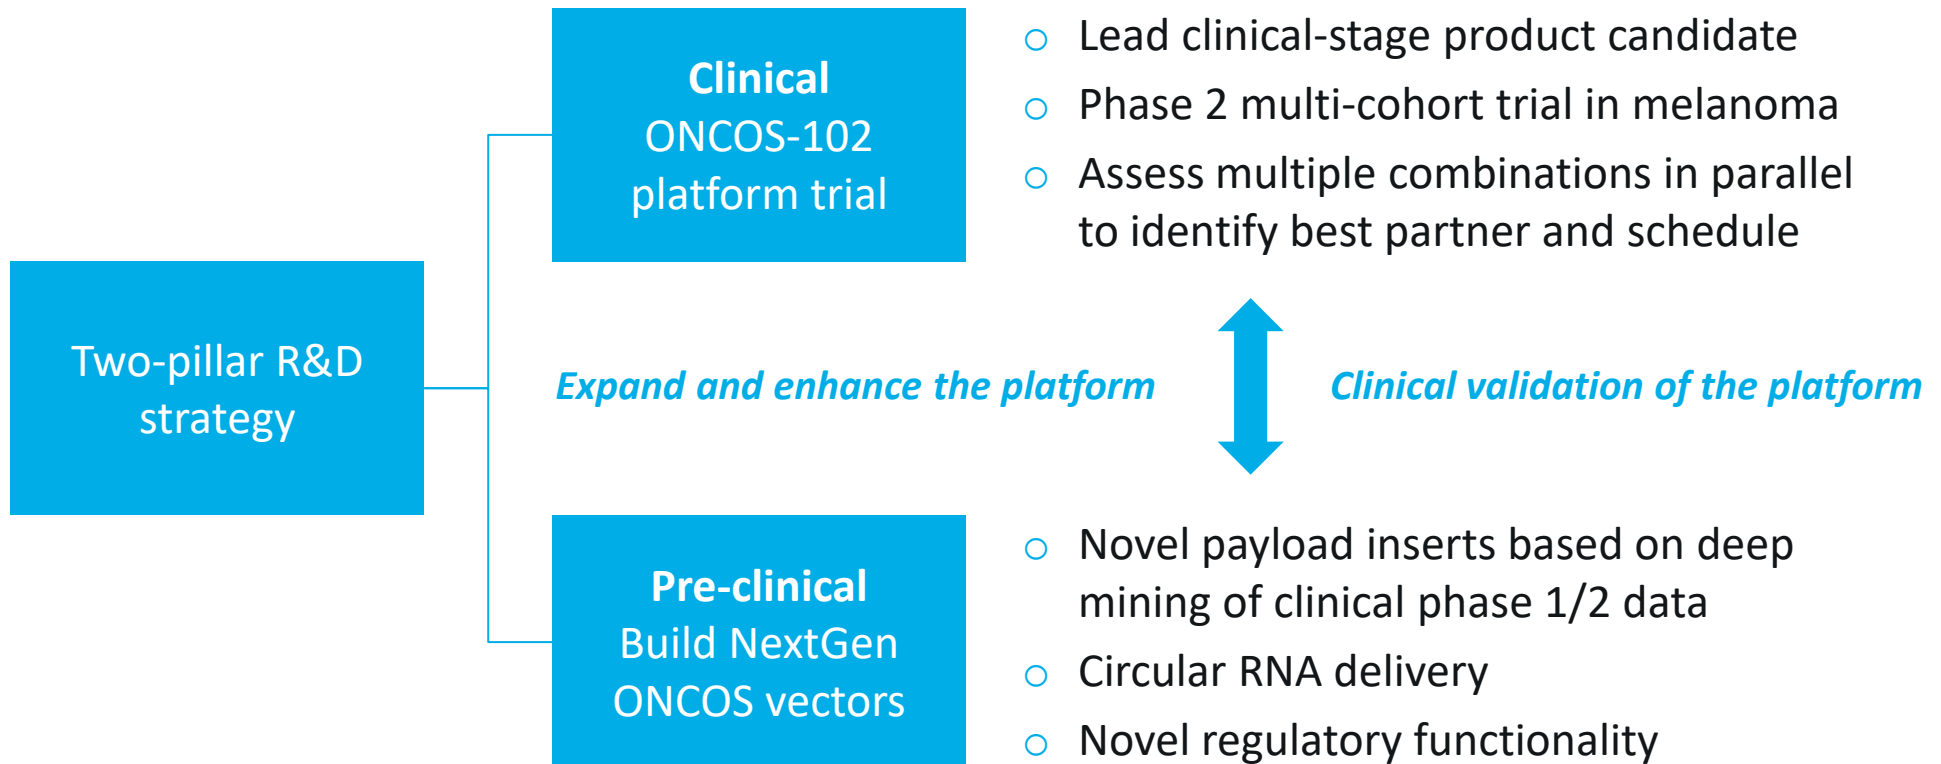 Two-pillar R&D
strategy
Clinical
ONCOS-102
platform trial
○ Lead clinical-stage product candidate
○ Phase 2 multi-cohort trial in melanoma
○ Assess multiple combinations in parallel
to identify best partner and schedule
Expand and enhance the platform
Clinical validation of the platform
Pre-clinical
Build NextGen
ONCOS vectors
○ Novel payload inserts based on deep
mining of clinical phase 1/2 data
○ Circular RNA delivery
○ Novel regulatory functionality